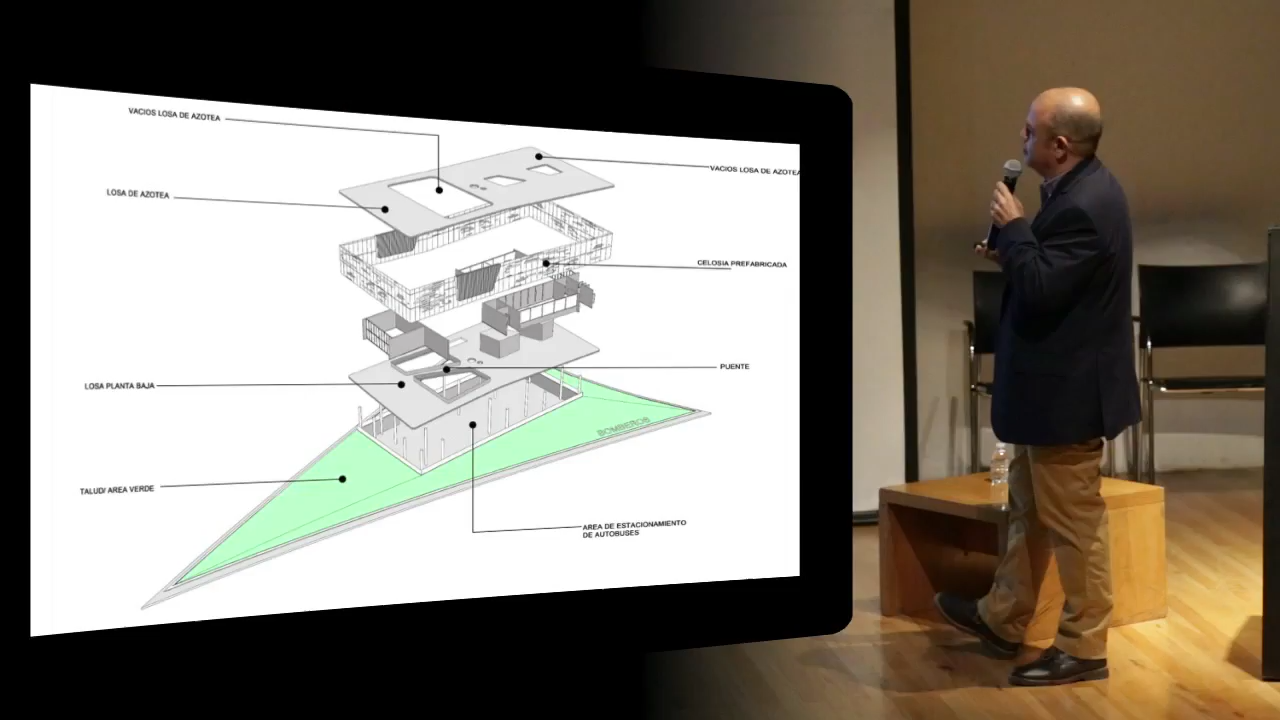 VACIOS LOSA DE AZOTEA
VACIOS LOSA DE AZOTEA
LOSA DE AZOTEA
CELOSIA PREFABRICADA
PUENTE
LOSA PLANTA BAJA
BOMBEROS
TALUD/ AREA VERDE
AREA DE ESTACIONAMIENTO
DE AUTOBUSES